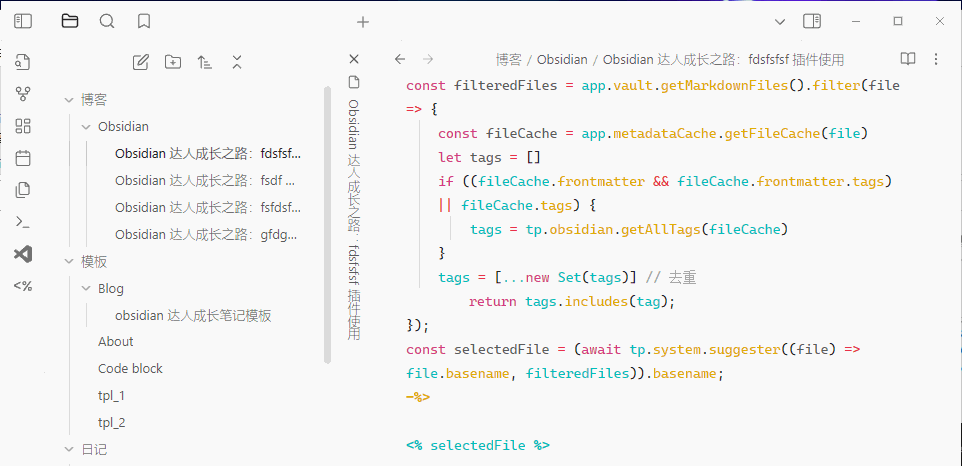 博客
Obsidian
Obsidian 达人成长之路：fdsfsf...
Obsidian 达人成长之路：fsdf ...
Obsidian 达人成长之路：fsfdsf...
Obsidian 达人成长之路：gfdg...
模板
Blog
obsidian 达人成长笔记模板
About
Code block
tpl_1
tpl_2
日记
<%
Obsidian 达人成长之路：fdsfsfsf 插件使用
博客 / Obsidian / Obsidian 达人成长之路：fdsfsfsf 插件使用
const filteredFiles = app.vault.getMarkdownFiles().filter(file
=> {
const fileCache = app.metadataCache.getFileCache(file)
let tags = []
if ((fileCache.frontmatter && fileCache.frontmatter.tags)
|| fileCache.tags) {
tags = tp.obsidian.getAllTags(fileCache)
}
tags = [...new Set(tags)] // 去重
return tags.includes(tag);
});
const selectedFile = (await tp.system.suggester((file) =>
file.basename, filteredFiles)).basename;
-%>
<% selectedFile %>